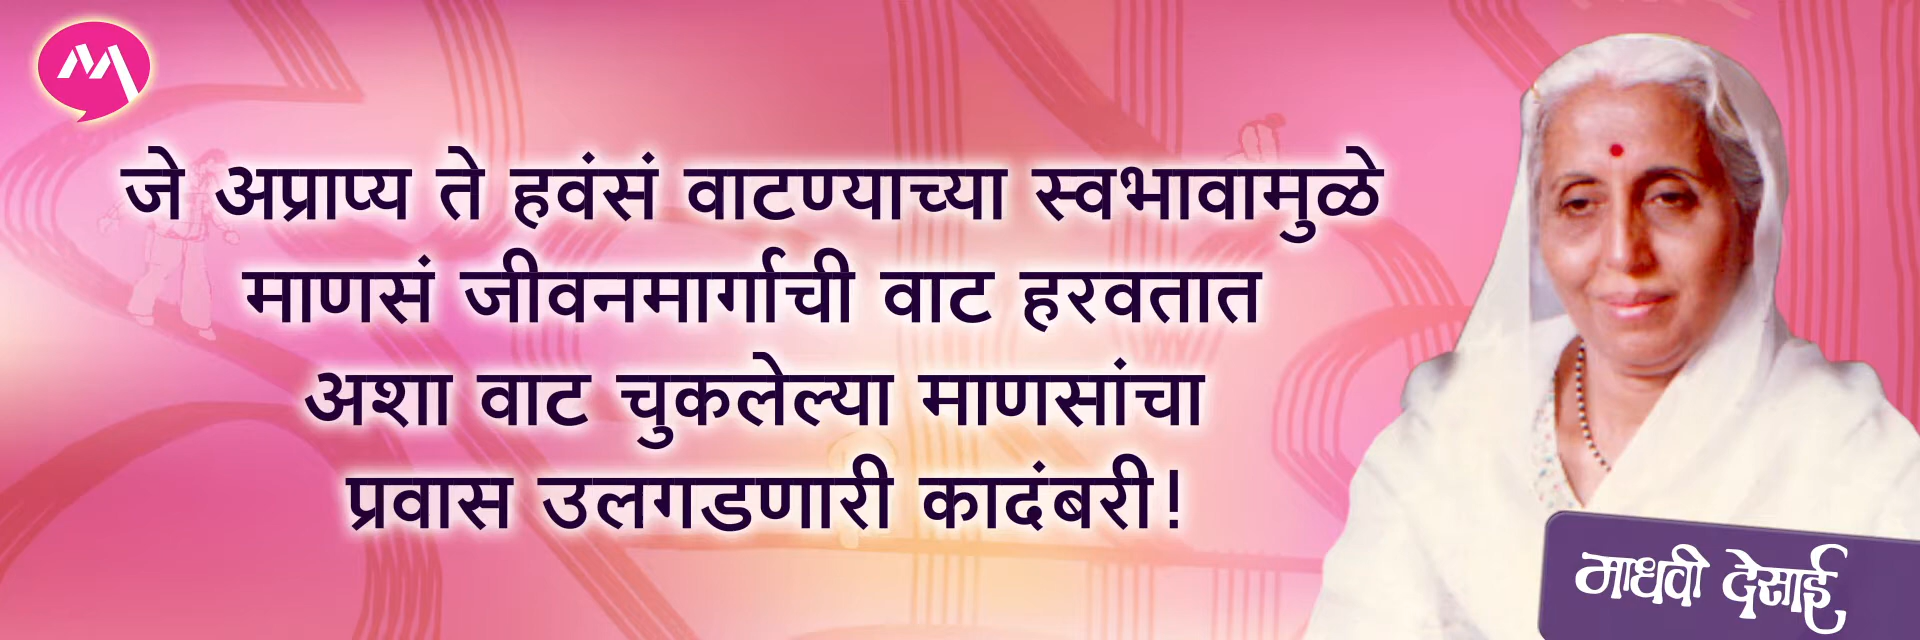 जे अप्राप्य ते हवंसं वाटण्याच्या स्वभावामुळे
माणसं जीवनमार्गाची वाट हरवतात
अशा वाट चुकलेल्या माणसांचा
प्रवास उलगडणारी कादंबरी!
माधवी देसाई